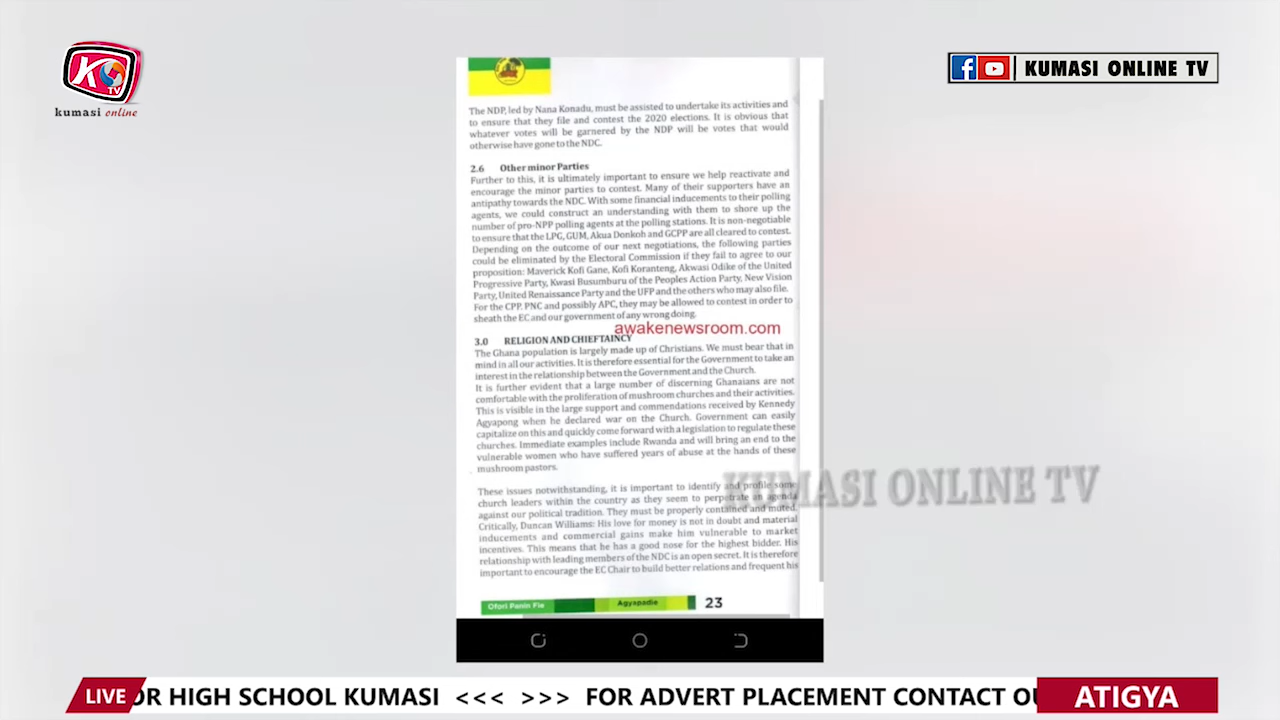 K
TV
kumasi online
KUMASI ONLINE TV
The NDP, led by Nana Konadu, must be assisted to undertake its activities and
to ensure that they file and contest the 2020 elections. It is obvious that
whatever votes will be garnered by the NDP will be votes that would
otherwise have gone to the NDC.
2.6 Other minor Parties
Further to this, it is ultimately important to ensure we help reactivate and
encourage the minor parties to contest. Many of their supporters have an
antipathy towards the NDC. With some financial inducements to their polling
agents, we could construct an understanding with them to shore up the
number of pro-NPP polling agents at the polling stations. It is non-negotiable
to ensure that the LPG, GUM, Akua Donkoh and GCPP are all cleared to contest.
Depending on the outcome of our next negotiations, the following parties
could be eliminated by the Electoral Commission if they fail to agree to our
proposition: Maverick Kofi Gane, Kofi Koranteng, Akwasi Odike of the United
Progressive Party, Kwasi Busumburu of the Peoples Action Party, New Vision
Party, United Renaissance Party and the UFP and the others who may also file.
For the CPP, PNC and possibly APC, they may be allowed to contest in order to
sheath the EC and our government of any wrong doing.
awakenewsroom.com
3.0 RELIGION AND CHIEFTAINCY
The Ghana population is largely made up of Christians. We must bear that in
mind in all our activities. It is therefore essential for the Government to take an
interest in the relationship between the Government and the Church.
It is further evident that a large number of discerning Ghanaians are not
comfortable with the proliferation of mushroom churches and their activities.
This is visible in the large support and commendations received by Kennedy
Agyapong when he declared war on the Church. Government can easily
capitalize on this and quickly come forward with a legislation to regulate these
churches. Immediate examples include Rwanda and will bring an end to the
vulnerable women who have suffered years of abuse at the hands of these
mushroom pastors.
KUMASI ONLINE TV
These issues notwithstanding, it is important to identify and profile some
church leaders within the country as they seem to perpetrate an agenda
against our political tradition. They must be properly contained and muted.
Critically, Duncan Williams: His love for money is not in doubt and material
inducements and commercial gains make him vulnerable to market
incentives. This means that he has a good nose for the highest bidder. His
relationship with leading members of the NDC is an open secret. It is therefore
important to encourage the EC Chair to build better relations and frequent his
Ofori Panin Fie Agyapadie 23
LIVE OR HIGH SCHOOL KUMASI <<< >>> FOR ADVERT PLACEMENT CONTACT OU ATIGYA